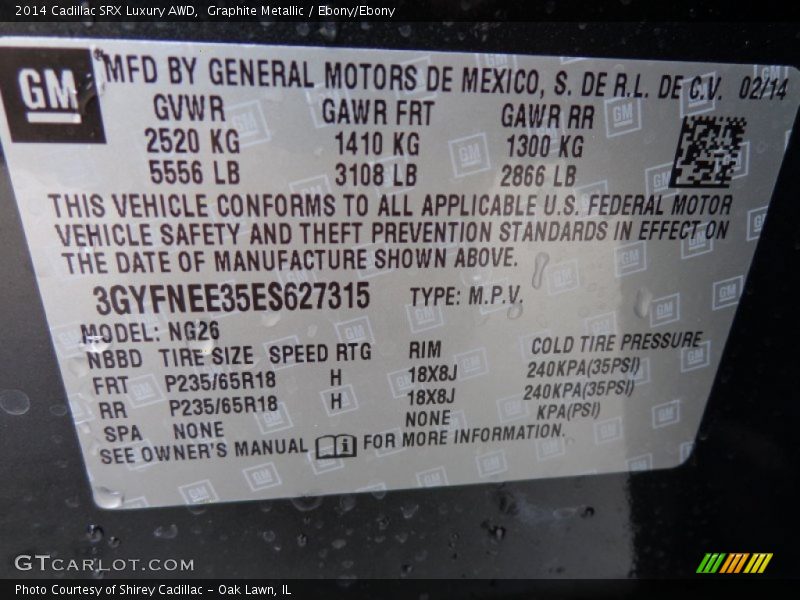 2014 Cadillac SRX Luxury AWD,  Graphite Metallic / Ebony/Ebony
GM
MFD BY GENERAL MOTORS DE MEXICO, S. DE R.L. DE C.V. 02/14
GVWR GAWR FRT GAWR RR
2520 KG 1410 KG 1300 KG
5556 LB 3108 LB 2866 LB
THIS VEHICLE CONFORMS TO ALL APPLICABLE U.S. FEDERAL MOTOR
VEHICLE SAFETY AND THEFT PREVENTION STANDARDS IN EFFECT ON
THE DATE OF MANUFACTURE SHOWN ABOVE.
3GYFNEE35ES627315 TYPE: M.P.V.
MODEL: NG26
NBBD TIRE SIZE SPEED RTG RIM COLD TIRE PRESSURE
FRT P235/65R18 H 18X8J 240KPA(35PSI)
RR P235/65R18 H 18X8J 240KPA(35PSI)
SPA NONE NONE KPA(PSI)
SEE OWNER'S MANUAL FOR MORE INFORMATION.
GTCARLOT.COM
Photo Courtesy of Shirey Cadillac - Oak Lawn, IL